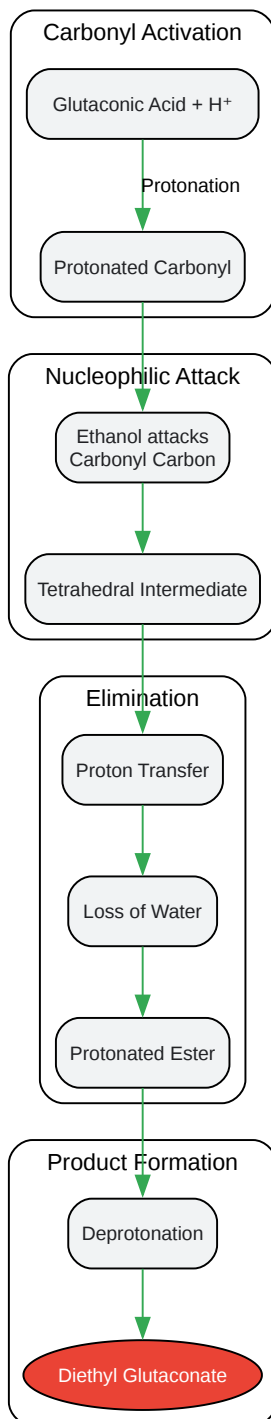 Carbonyl Activation
Glutaconic Acid + H⁺
Protonation
Protonated Carbonyl
Nucleophilic Attack
Ethanol attacks
Carbonyl Carbon
Tetrahedral Intermediate
Elimination
Proton Transfer
Loss of Water
Protonated Ester
Product Formation
Deprotonation
Diethyl Glutaconate